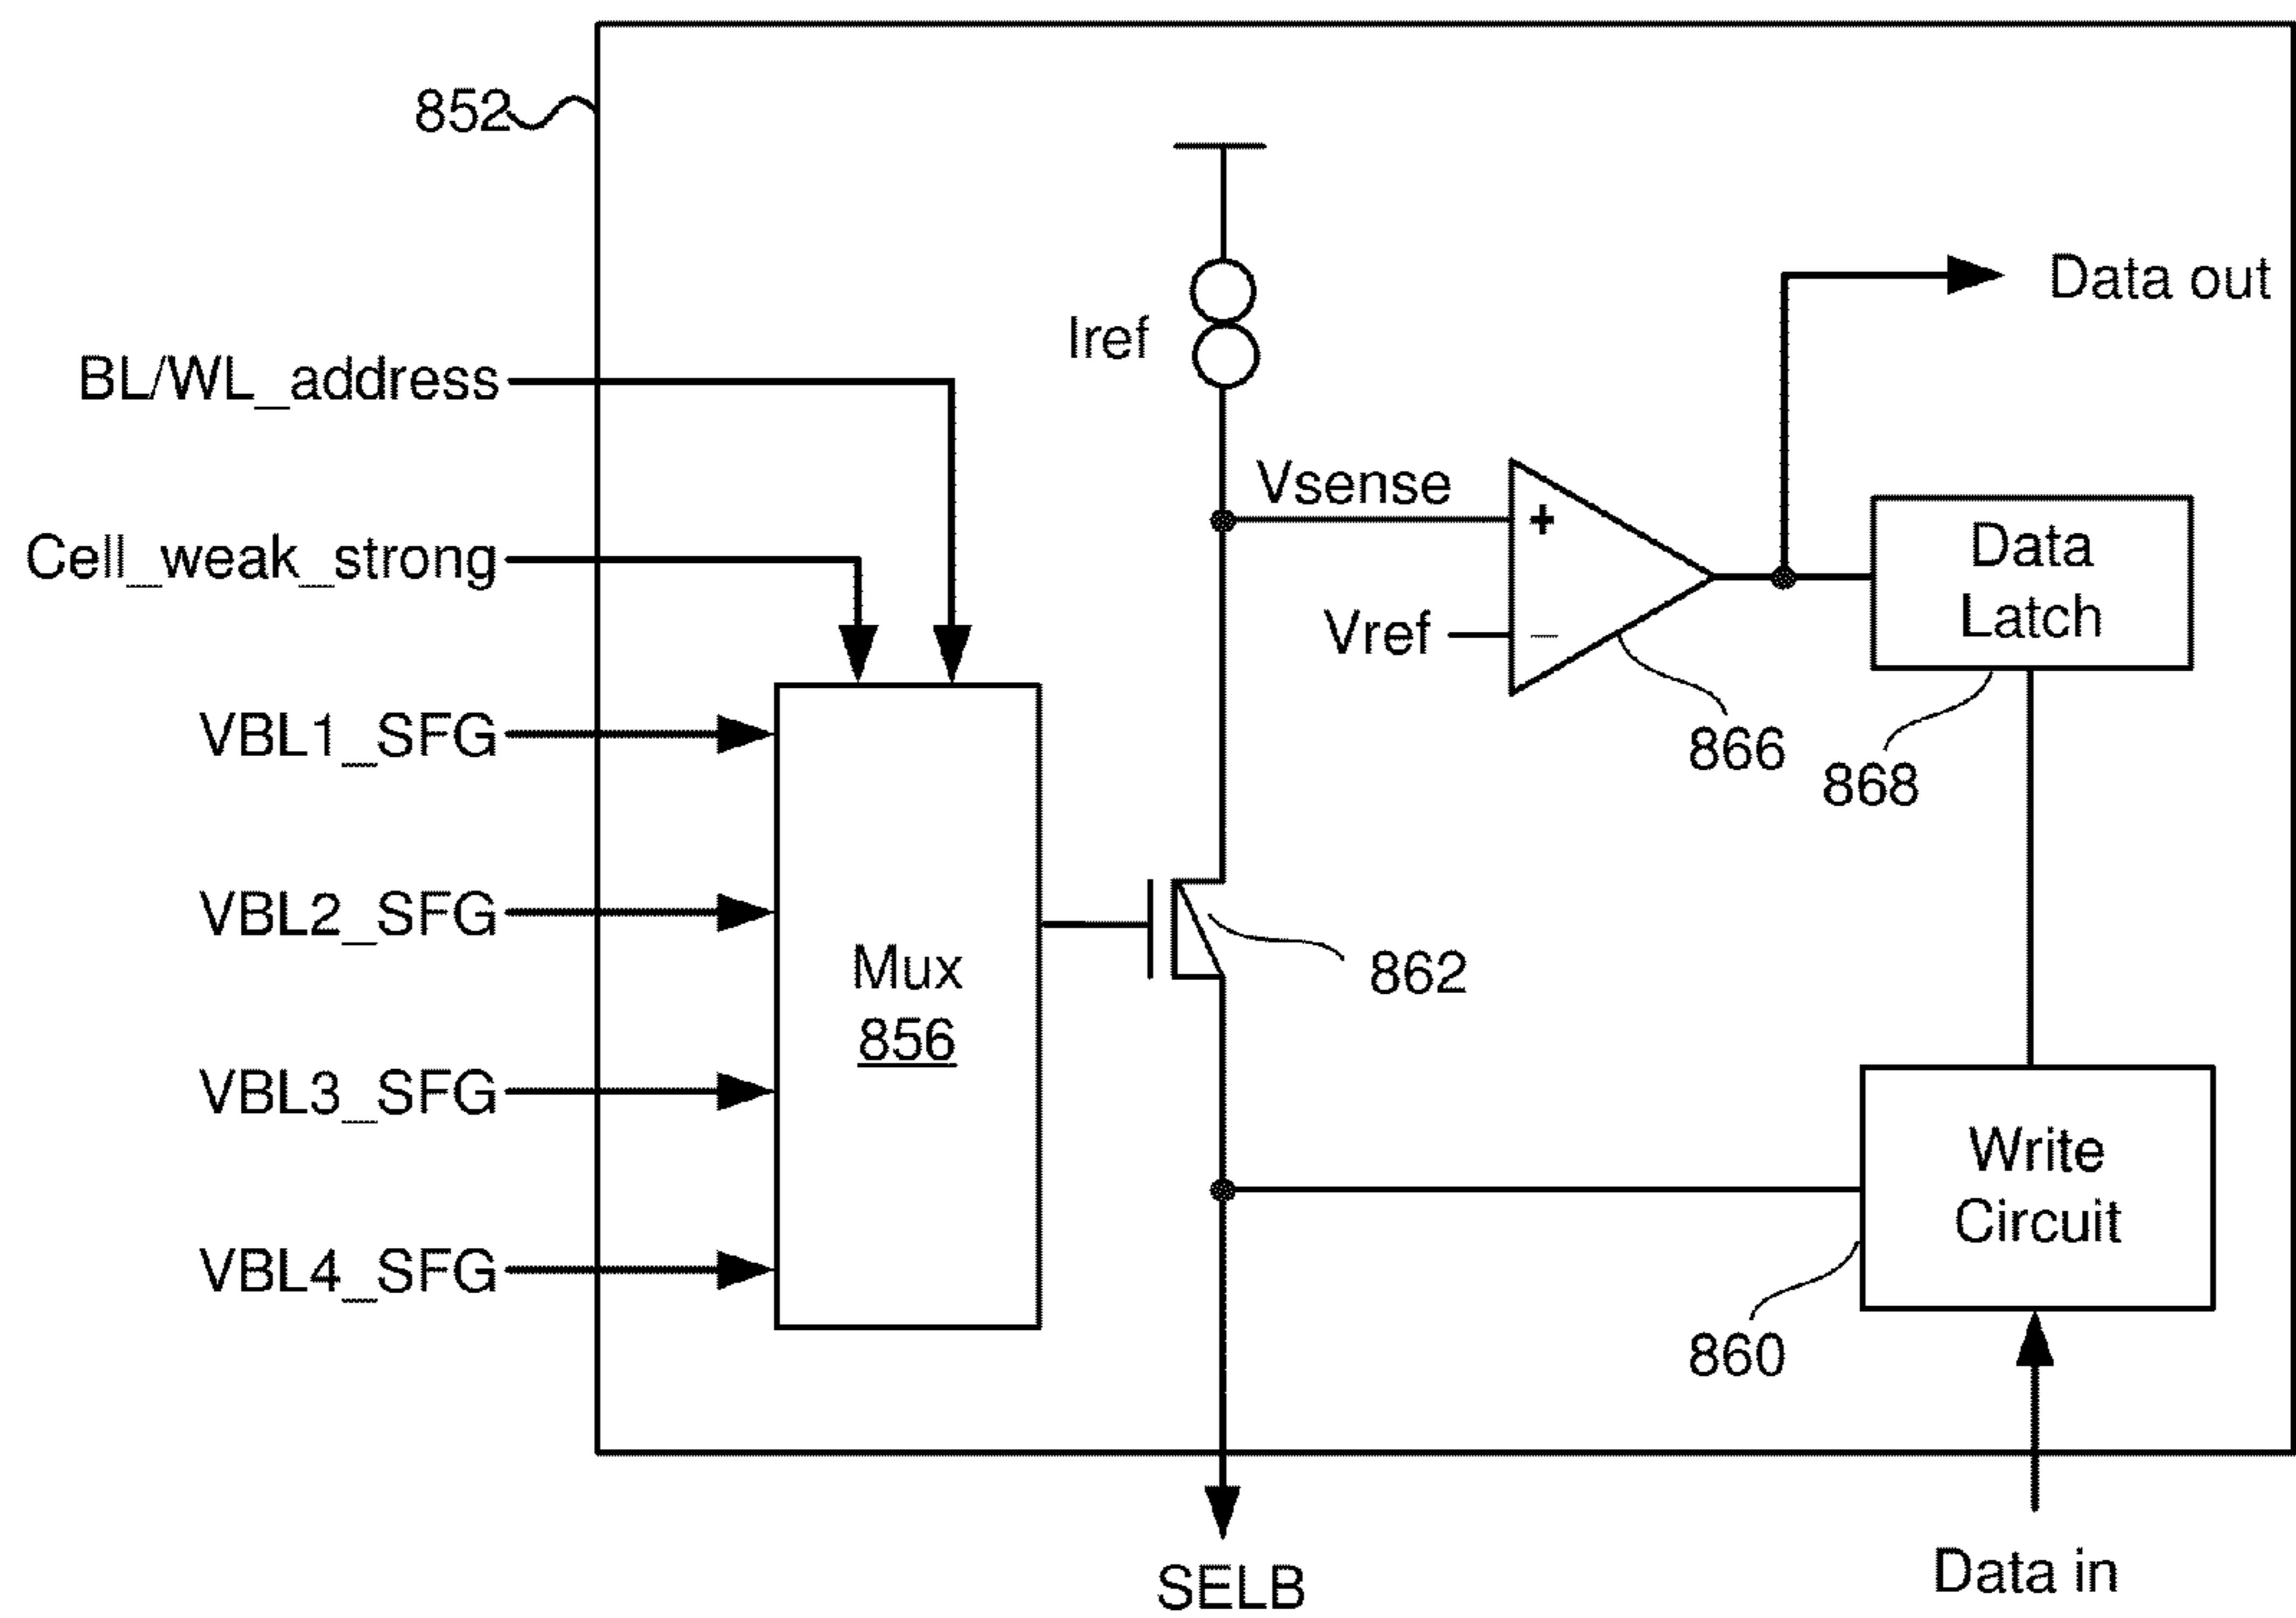 852
Data out
Iref
BL/WL_address
Vsense
+
Data
Latch
Cell_weak_strong
Vref
−
VBL1_SFG
866
868
VBL2_SFG
Mux
856
862
VBL3_SFG
Write
Circuit
VBL4_SFG
860
SELB
Data in